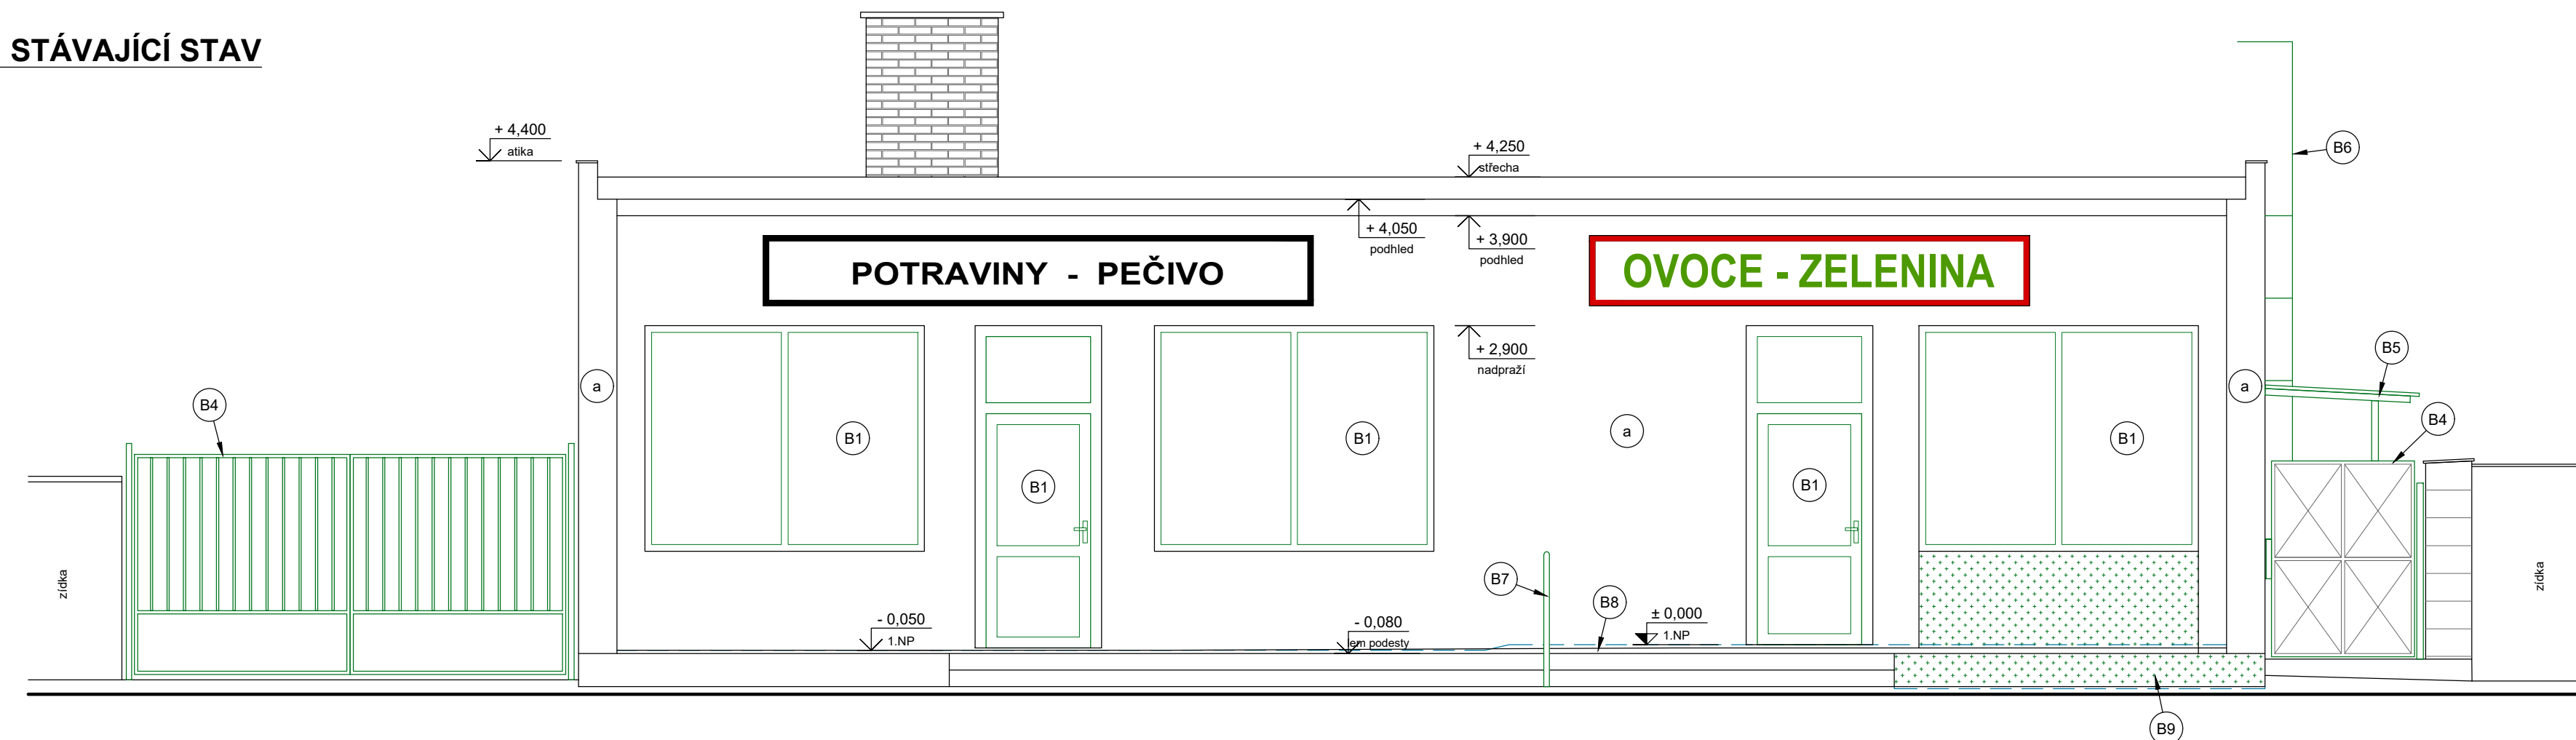 STÁVAJÍCÍ STAV
+ 4,400
atika
+ 4,250
střecha
B6
+ 4,050
podhled
+ 3,900
podhled
POTRAVINY - PEČIVO
OVOCE - ZELENINA
+ 2,900
nadpraží
B5
a
a
B4
B4
B1
B1
a
B1
B1
B1
zídka
zídka
B7
B8
- 0,050
1.NP
- 0,080
lem podesty
± 0,000
1.NP
B9